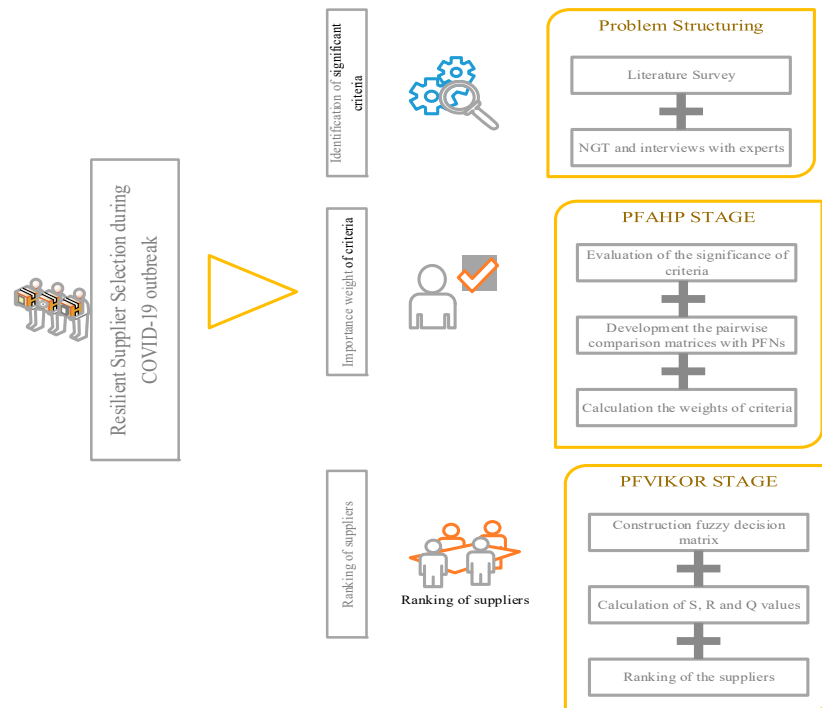 Resilient Supplier Selection during
COVID-19 outbreak
Identification of significant
criteria
Problem Structuring
Literature Survey
NGT and interviews with experts
Importance weight of criteria
PFAHP STAGE
Evaluation of the significance of
criteria
Development the pairwise
comparison matrices with PFNs
Calculation the weights of criteria
Ranking of suppliers
Ranking of suppliers
PFVIKOR STAGE
Construction fuzzy decision
matrix
Calculation of S, R and Q values
Ranking of the suppliers